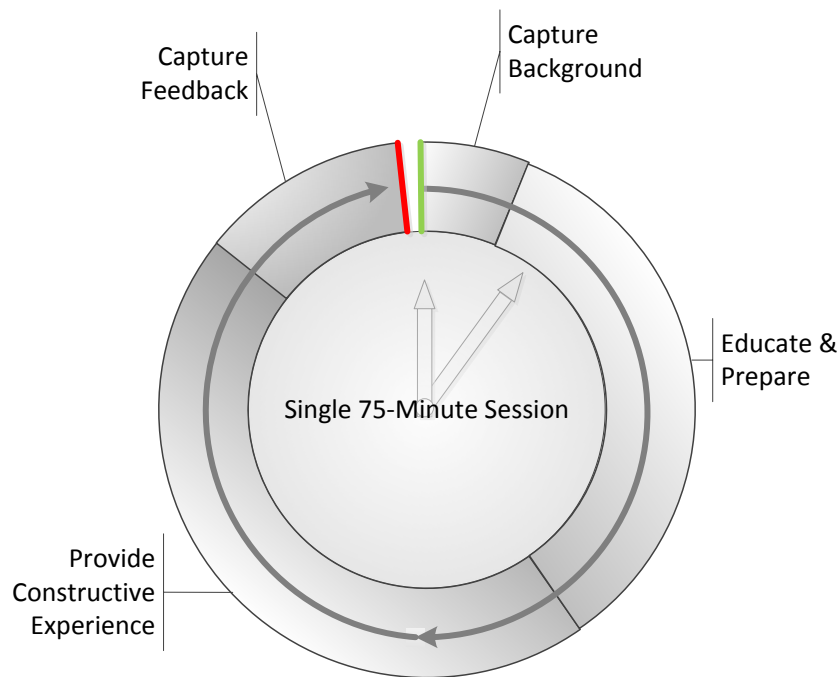 Capture
Feedback
Capture
Background
Educate &
Prepare
Single 75-Minute Session
Provide
Constructive
Experience